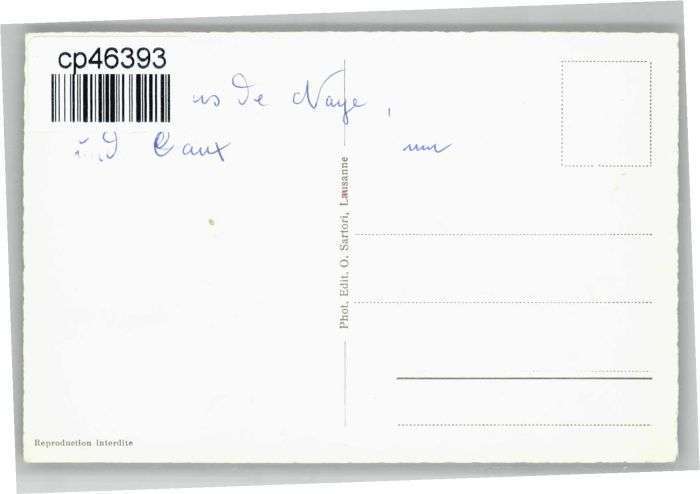 cp46393
de Naye,
Caux
Phot. Edit. O. Sartori, Lausanne
Reproduction interdite